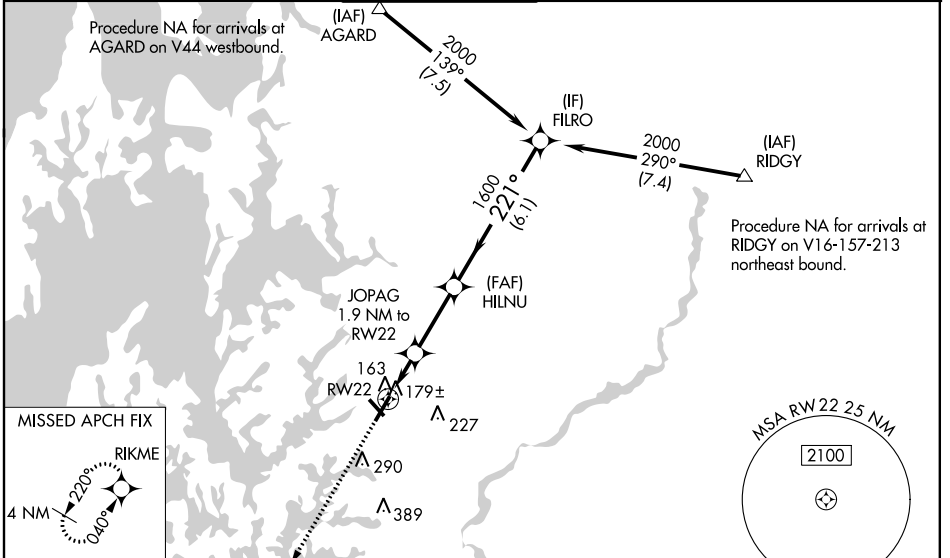 Procedure NA for arrivals at
AGARD on V44 westbound.
(IAF)
AGARD
2000
139°
(7.5)
(IF)
FILRO
2000
290°
(7.4)
(IAF)
RIDGY
Procedure NA for arrivals at
RIDGY on V16-157-213
northeast bound.
1600
221°
(6.1)
(FAF)
HILNU
JOPAG
1.9 NM to
RW22
163
RW22
179±
227
290
389
MISSED APCH FIX
RIKME
220°
4 NM
040°
MSA RW 22 25 NM
2100